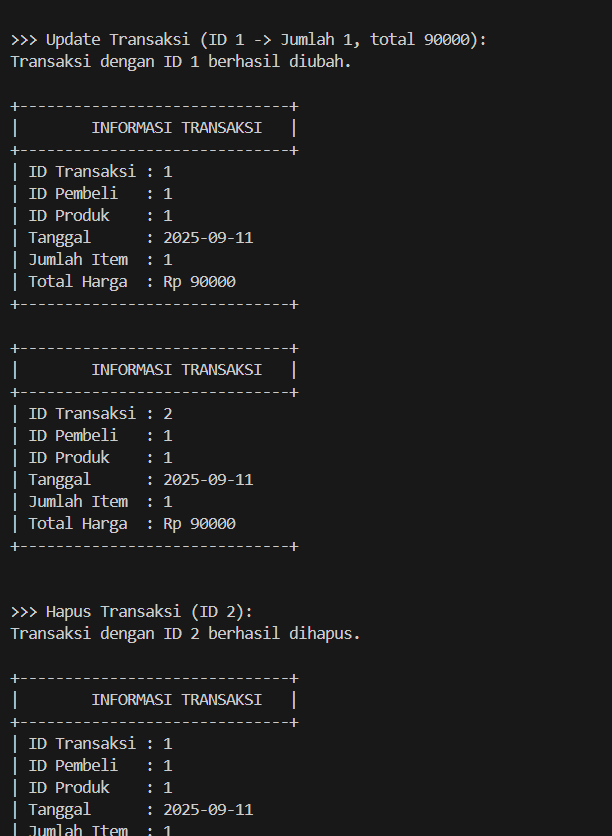 >>> Update Transaksi (ID 1 -> Jumlah 1, total 90000):
Transaksi dengan ID 1 berhasil diubah.
+------------------------------+
|        INFORMASI TRANSAKSI   |
+------------------------------+
| ID Transaksi : 1
| ID Pembeli   : 1
| ID Produk    : 1
| Tanggal      : 2025-09-11
| Jumlah Item  : 1
| Total Harga  : Rp 90000
+------------------------------+
+------------------------------+
|        INFORMASI TRANSAKSI   |
+------------------------------+
| ID Transaksi : 2
| ID Pembeli   : 1
| ID Produk    : 1
| Tanggal      : 2025-09-11
| Jumlah Item  : 1
| Total Harga  : Rp 90000
+------------------------------+
>>> Hapus Transaksi (ID 2):
Transaksi dengan ID 2 berhasil dihapus.
+------------------------------+
|        INFORMASI TRANSAKSI   |
+------------------------------+
| ID Transaksi : 1
| ID Pembeli   : 1
| ID Produk    : 1
| Tanggal      : 2025-09-11
| Jumlah Item  : 1